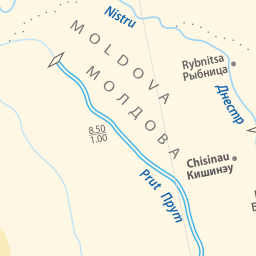 Nistru
MOLDOVA
МОЛДОВА
Rybnitsa
Рыбница
Днестр
8.50
1.00
Chisinau
Кишинэу
Prut Прут